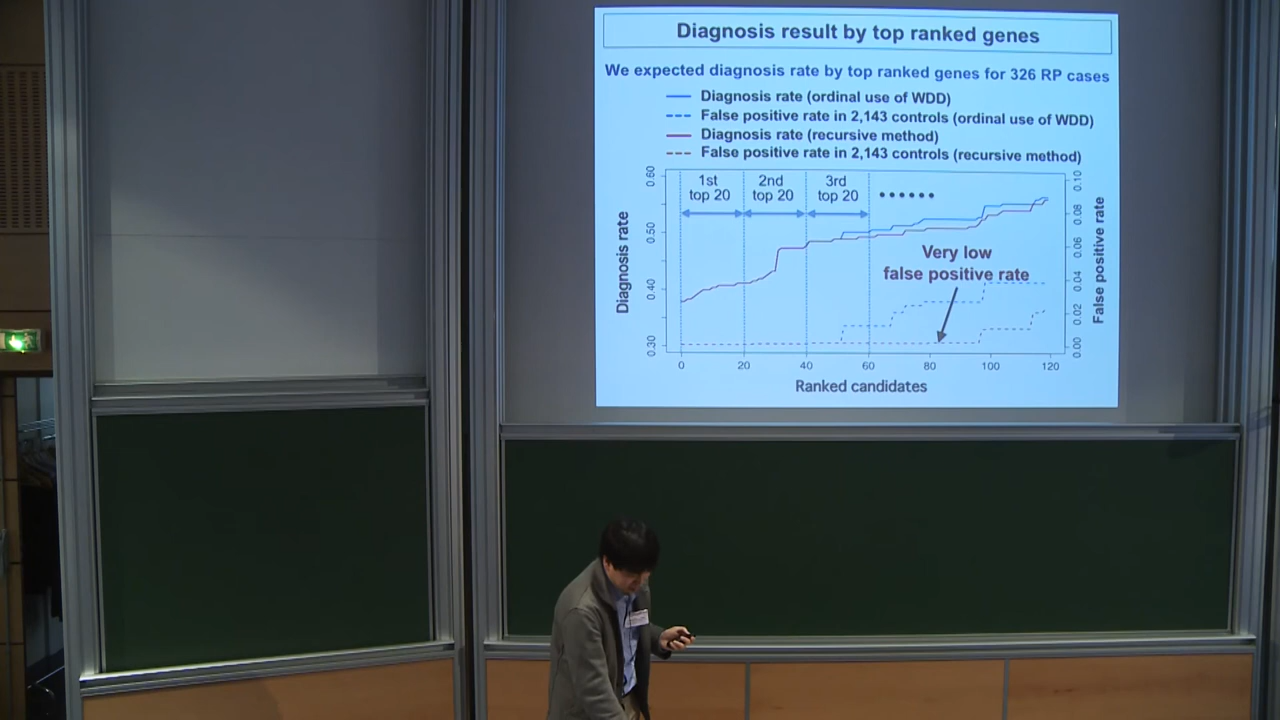 Diagnosis result by top ranked genes
We expected diagnosis rate by top ranked genes for 326 RP cases
Diagnosis rate (ordinal use of WDD)
False positive rate in 2,143 controls (ordinal use of WDD)
Diagnosis rate (recursive method)
False positive rate in 2,143 controls (recursive method)
1st top 20
2nd top 20
3rd top 20
••••••
Very low
false positive rate
Diagnosis rate
0.60
0.50
0.40
0.30
False positive rate
0.10
0.08
0.06
0.04
0.02
0.00
0 20 40 60 80 100 120
Ranked candidates